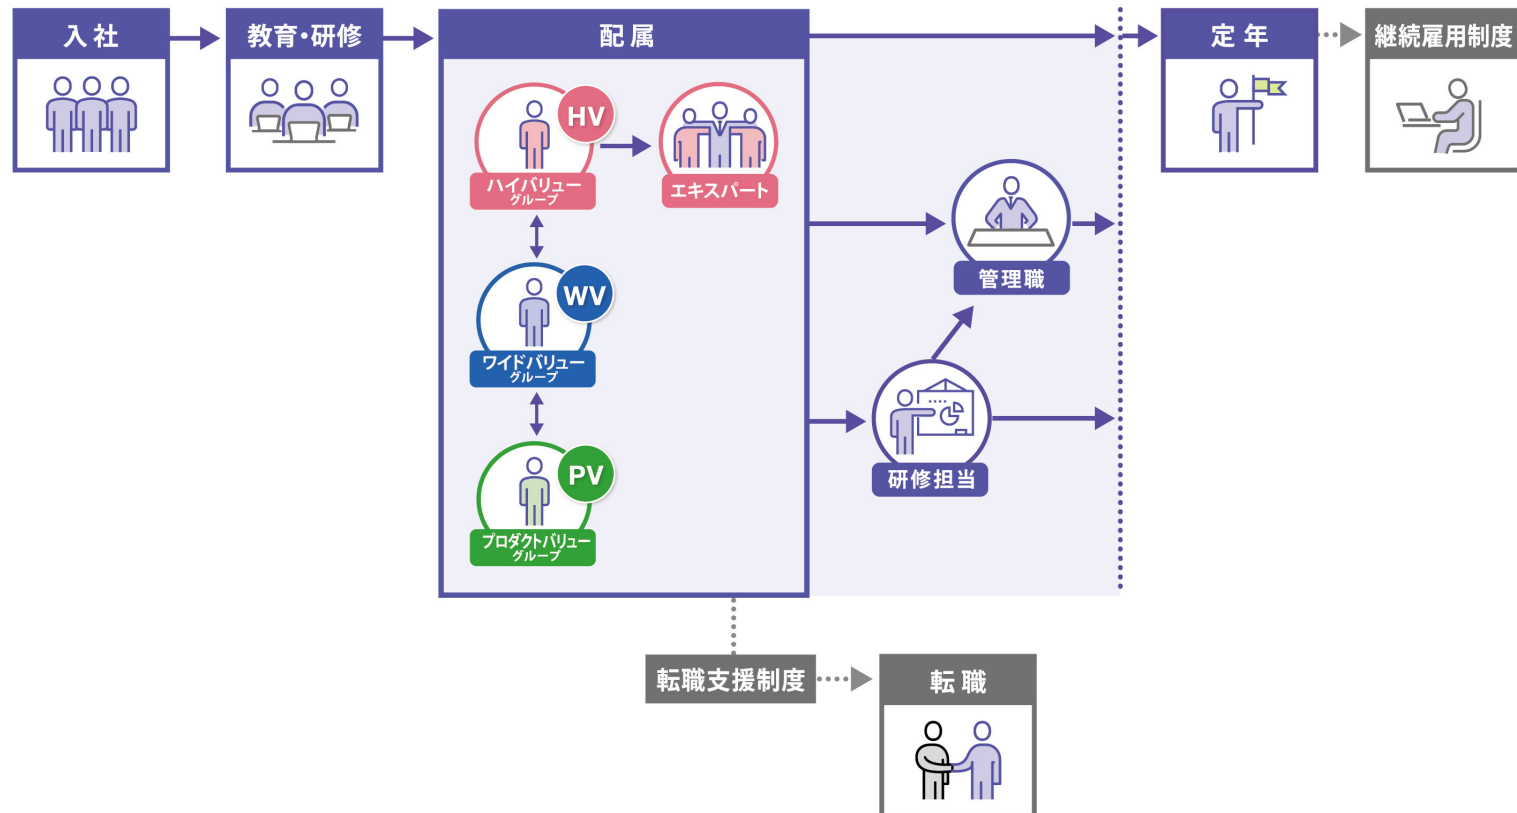 入社
教育・研修
配属
定年
継続雇用制度
HV
ハイバリュー
グループ
エキスパート
管理職
WV
ワイドバリュー
グループ
研修担当
PV
プロダクトバリュー
グループ
転職支援制度
転職